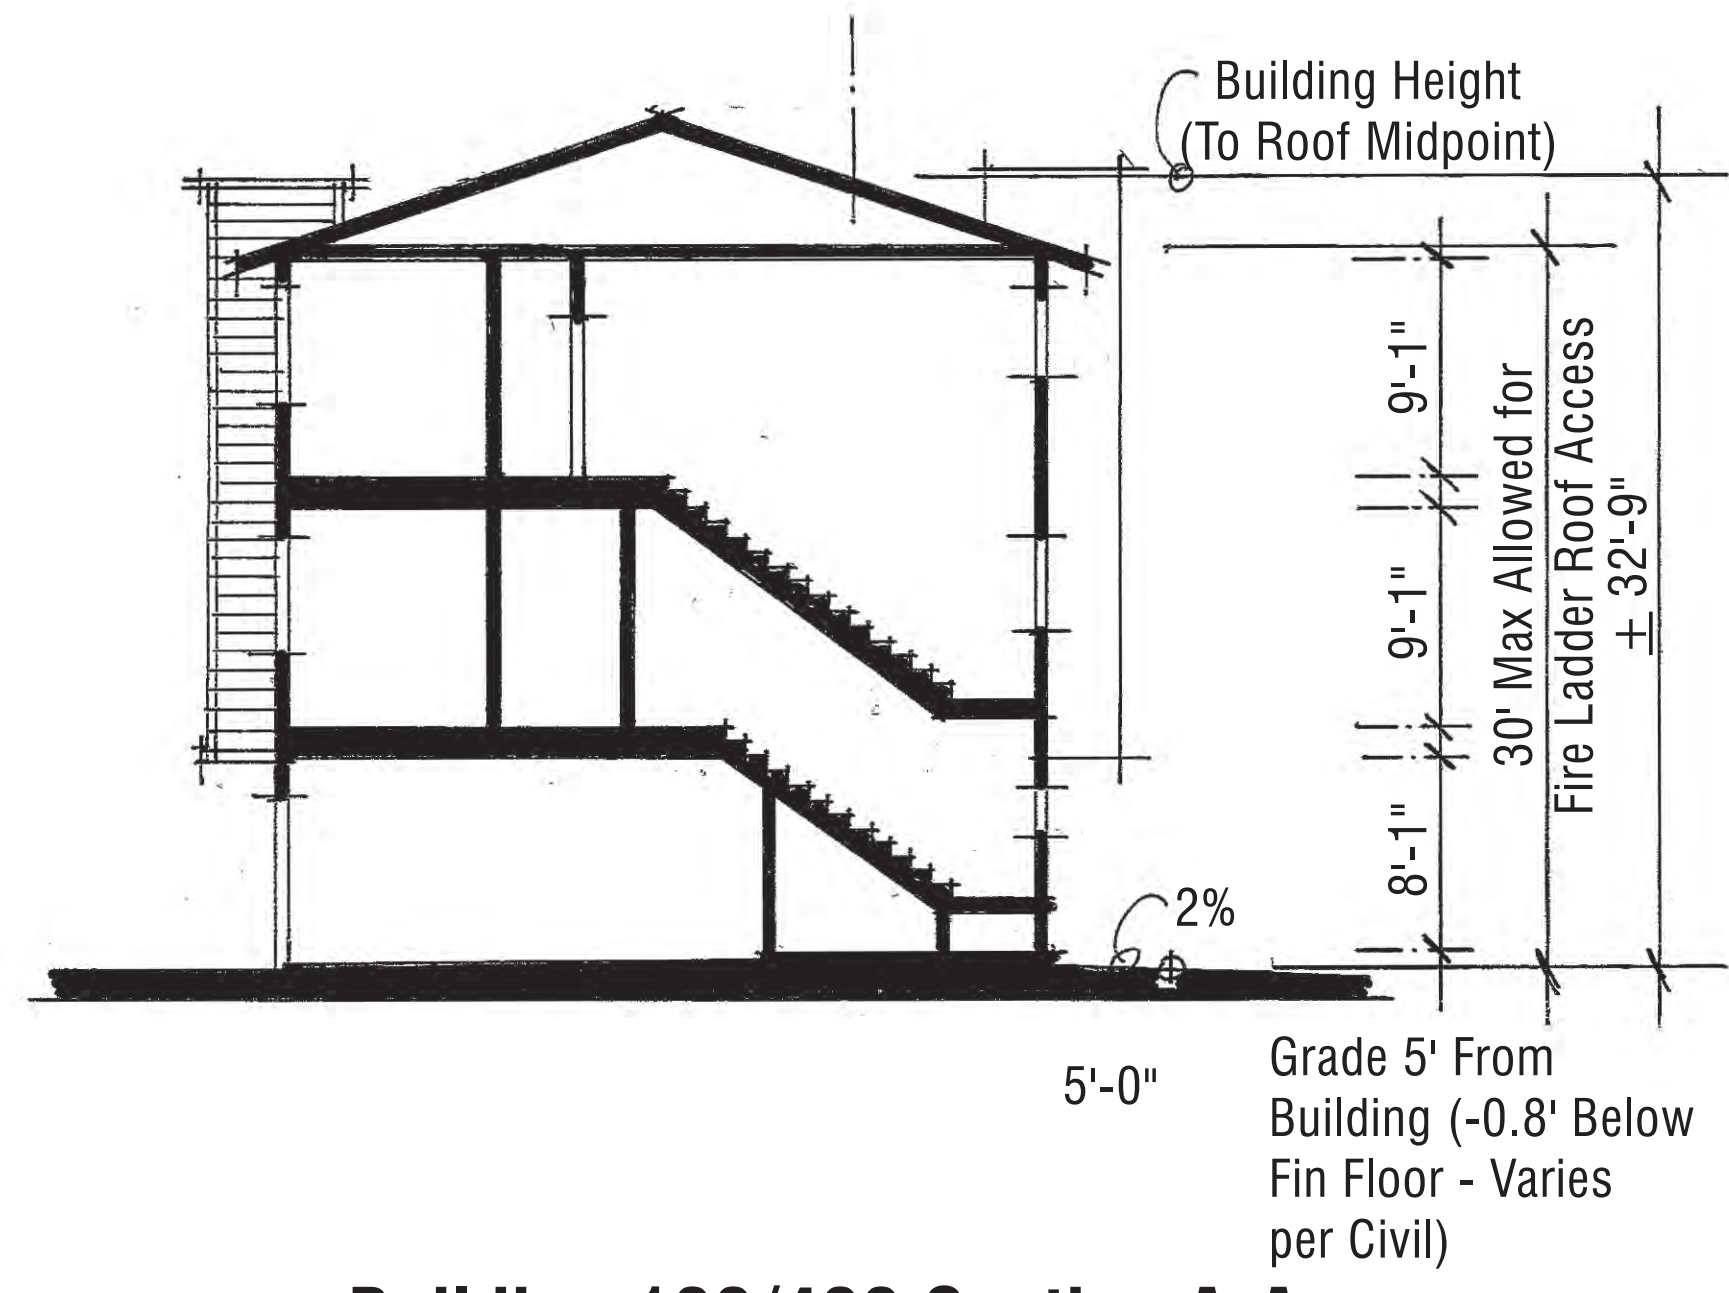 Building Height
(To Roof Midpoint)
9'-1"
9'-1"
8'-1"
30' Max Allowed for
Fire Ladder Roof Access
± 32'-9"
2%
5'-0"
Grade 5' From
Building (-0.8' Below
Fin Floor - Varies
per Civil)